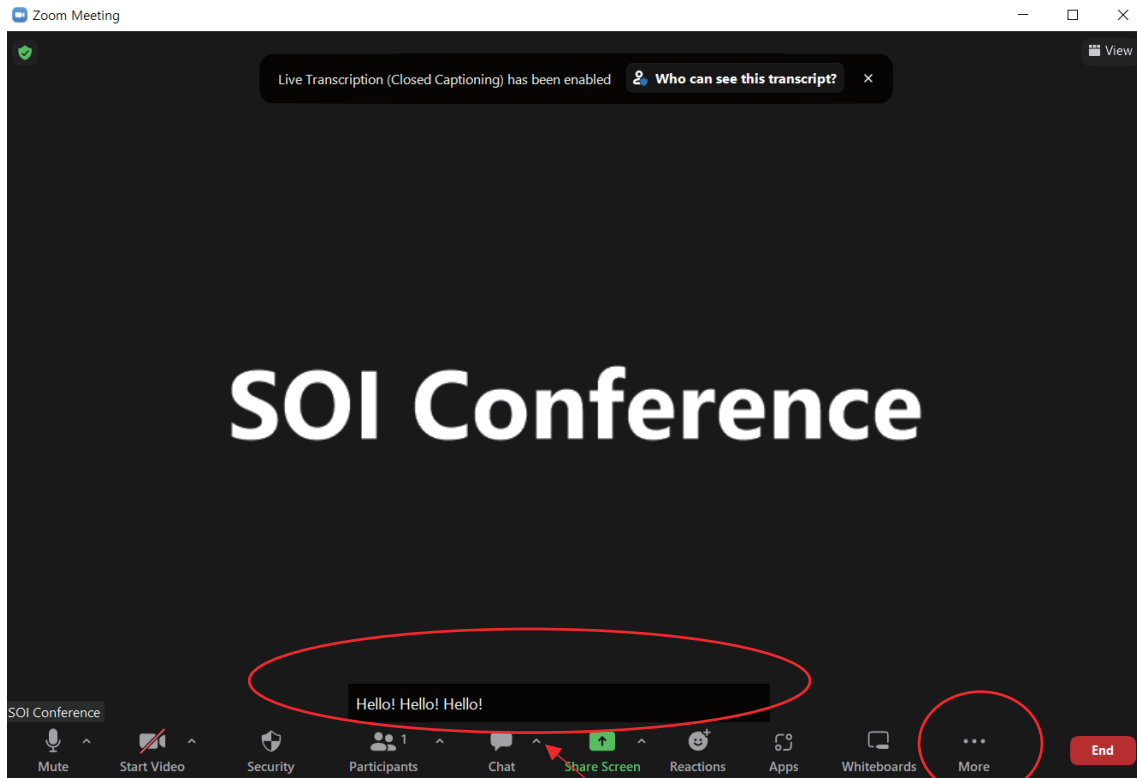 Zoom Meeting
View
Live Transcription (Closed Captioning) has been enabled Who can see this transcript?
SOI Conference
Hello! Hello! Hello!
SOI Conference
1
Mute Start Video Security Participants Chat Share Screen Reactions Apps Whiteboards More End